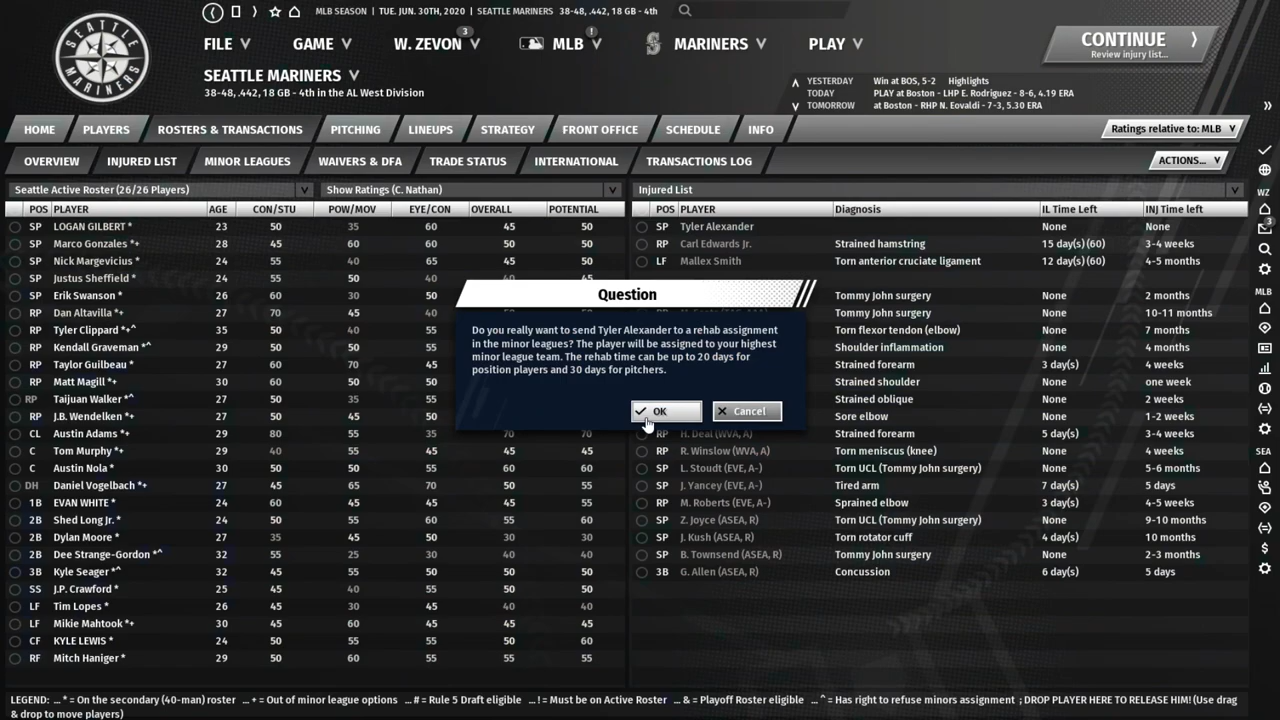 MLB SEASON | TUE. JUN. 30TH, 2020 | SEATTLE MARINERS 38-48, .442, 18 GB - 4th
SEATTLE MARINERS
FILE GAME W. ZEVON 3 MLB ! MARINERS PLAY
CONTINUE
Review injury list...
SEATTLE MARINERS
38-48, .442, 18 GB - 4th in the AL West Division
YESTERDAY Win at BOS, 5-2 Highlights
TODAY PLAY at Boston - LHP E. Rodriguez - 8-6, 4.19 ERA
TOMORROW at Boston - RHP N. Eovaldi - 7-3, 5.30 ERA
HOME PLAYERS ROSTERS & TRANSACTIONS PITCHING LINEUPS STRATEGY FRONT OFFICE SCHEDULE INFO Ratings relative to: MLB
OVERVIEW INJURED LIST MINOR LEAGUES WAIVERS & DFA TRADE STATUS INTERNATIONAL TRANSACTIONS LOG ACTIONS...
Seattle Active Roster (26/26 Players) Show Ratings (C. Nathan) Injured List
POS PLAYER AGE CON/STU POW/MOV EYE/CON OVERALL POTENTIAL
SP LOGAN GILBERT * 23 50 35 60 45 50
SP Marco Gonzales *+ 28 45 60 60 50 50
SP Nick Margevicius * 24 55 40 65 45 45
SP Justus Sheffield * 24 55 50 40 45
SP Erik Swanson * 26 60 30 50
RP Dan Altavilla *+ 27 70 45 40
RP Tyler Clippard *+^ 35 50 40 55
RP Kendall Graveman *^ 29 50 55 55
RP Taylor Guilbeau * 27 60 70 45
RP Matt Magill *+ 30 60 50 50
RP Taijuan Walker *^ 27 50 35 55
RP J.B. Wendelken *+ 27 50 45 50
CL Austin Adams *+ 29 80 55 35 70 70
C Tom Murphy *+ 29 40 60 45 45 45
C Austin Nola * 30 50 50 55 60 60
DH Daniel Vogelbach *+ 27 45 65 70 50 50
1B EVAN WHITE * 24 60 45 45 45 55
2B Shed Long Jr. * 24 50 55 60 55 60
2B Dylan Moore * 27 35 45 50 30 30
2B Dee Strange-Gordon *^ 32 55 25 30 40 40
3B Kyle Seager *^ 32 45 60 55 50 50
SS J.P. Crawford * 25 45 40 55 50 50
LF Tim Lopes * 26 45 30 45 40 40
LF Mikie Mahtook *+ 30 45 60 45 45 45
CF KYLE LEWIS * 24 50 55 55 50 60
RF Mitch Haniger * 29 50 60 55 55 55
POS PLAYER Diagnosis IL Time Left INJ Time left
SP Tyler Alexander None None
RP Carl Edwards Jr. Strained hamstring 15 day(s)(60) 3-4 weeks
LF Mallex Smith Torn anterior cruciate ligament 12 day(s)(60) 4-5 months
Tommy John surgery None 2 months
Tommy John surgery None 10-11 months
Torn flexor tendon (elbow) None 7 months
Shoulder inflammation None 4 months
Strained forearm 3 day(s) 4 weeks
Strained shoulder None one week
Strained oblique None 2 weeks
Sore elbow None 1-2 weeks
RP H. Deal (WVA, A) Strained forearm 5 day(s) 3-4 weeks
RP R. Winslow (WVA, A) Torn meniscus (knee) None 4 weeks
SP L. Stoudt (EVE, A-) Torn UCL (Tommy John surgery) None 5-6 months
SP J. Yancey (EVE, A-) Tired arm 7 day(s) 5 days
RP M. Roberts (EVE, A-) Sprained elbow 3 day(s) 4-5 weeks
SP Z. Joyce (ASEA, R) Torn UCL (Tommy John surgery) None 9-10 months
SP J. Kush (ASEA, R) Torn rotator cuff 4 day(s) 10 months
SP B. Townsend (ASEA, R) Tommy John surgery None 2-3 months
3B G. Allen (ASEA, R) Concussion 6 day(s) 5 days
Question
Do you really want to send Tyler Alexander to a rehab assignment
in the minor leagues? The player will be assigned to your highest
minor league team. The rehab time can be up to 20 days for
position players and 30 days for pitchers.
OK Cancel
WZ
3
MLB
SEA
LEGEND: ... * = On the secondary (40-man) roster ... + = Out of minor league options ... # = Rule 5 Draft eligible ... ! = Must be on Active Roster ... & = Playoff Roster eligible ... ^ = Has right to refuse minors assignment ; DROP PLAYER HERE TO RELEASE HIM! (Use drag
& drop to move players)